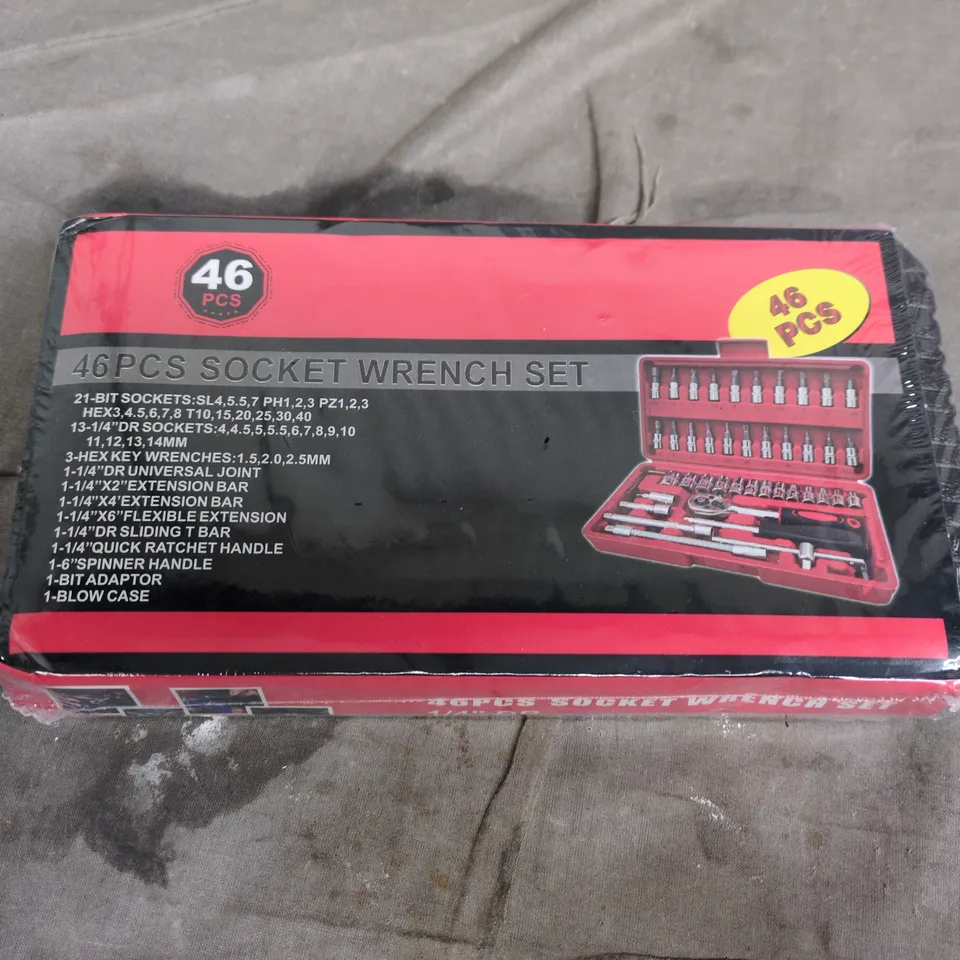 46
PCS
46
PCS
46PCS SOCKET WRENCH SET
21-BIT SOCKETS:SL4,5.5,7 PH1,2,3 PZ1,2,3
HEX3,4.5,6,7,8 T10,15,20,25,30,40
13-1/4"DR SOCKETS:4,4.5,5,5.5,6,7,8,9,10
11,12,13,14MM
3-HEX KEY WRENCHES:1.5,2.0,2.5MM
1-1/4"DR UNIVERSAL JOINT
1-1/4"X2"EXTENSION BAR
1-1/4"X4"EXTENSION BAR
1-1/4"X6"FLEXIBLE EXTENSION
1-1/4"DR SLIDING T BAR
1-1/4"QUICK RATCHET HANDLE
1-6"SPINNER HANDLE
1-BIT ADAPTOR
1-BLOW CASE
46PCS SOCKET WRENCH SET